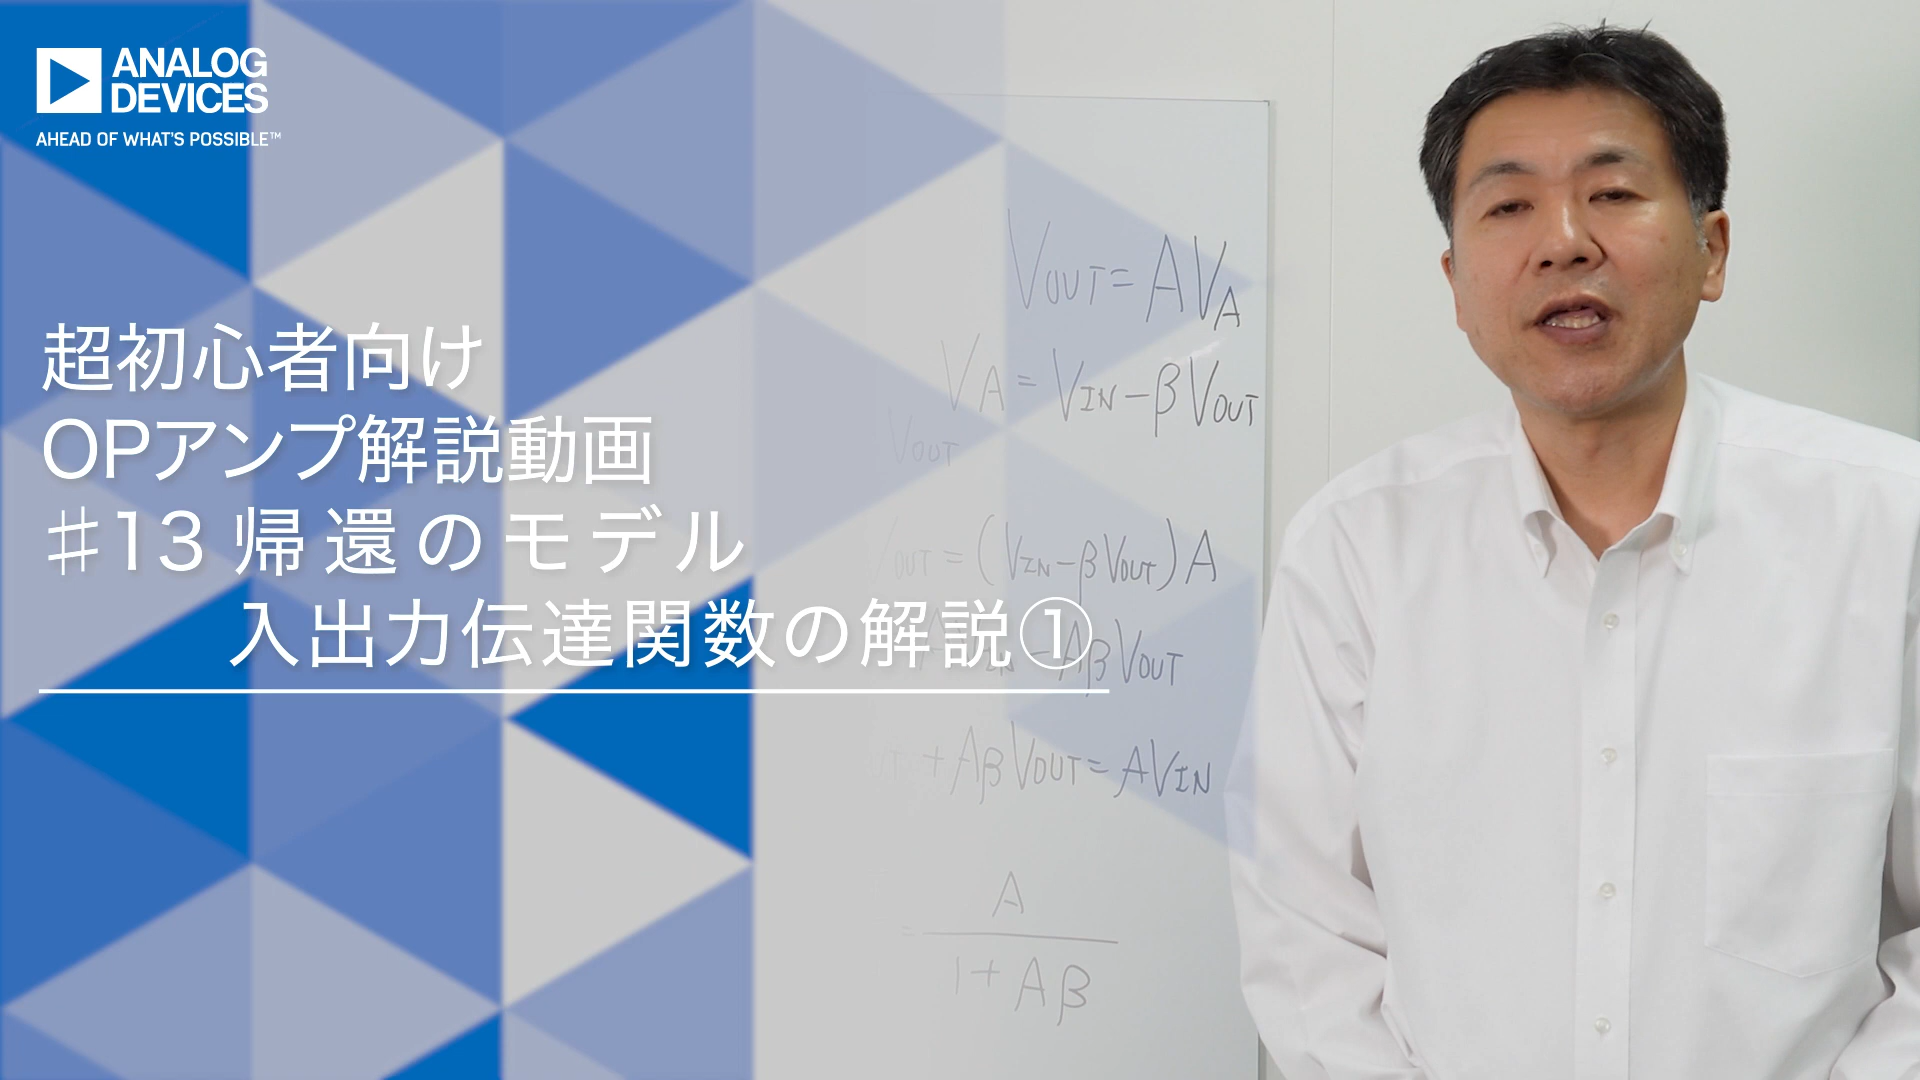 ANALOG
DEVICES
AHEAD OF WHAT'S POSSIBLE™
超初心者向け
OPアンプ解説動画
♯13 帰還のモデル
入出力伝達関数の解説①
VOUT = AVA
VA = VIN - βVOUT
VOUT
VOUT = (VIN - βVOUT)A
- AβVOUT
+ AβVOUT = AVIN
= A
1 + Aβ